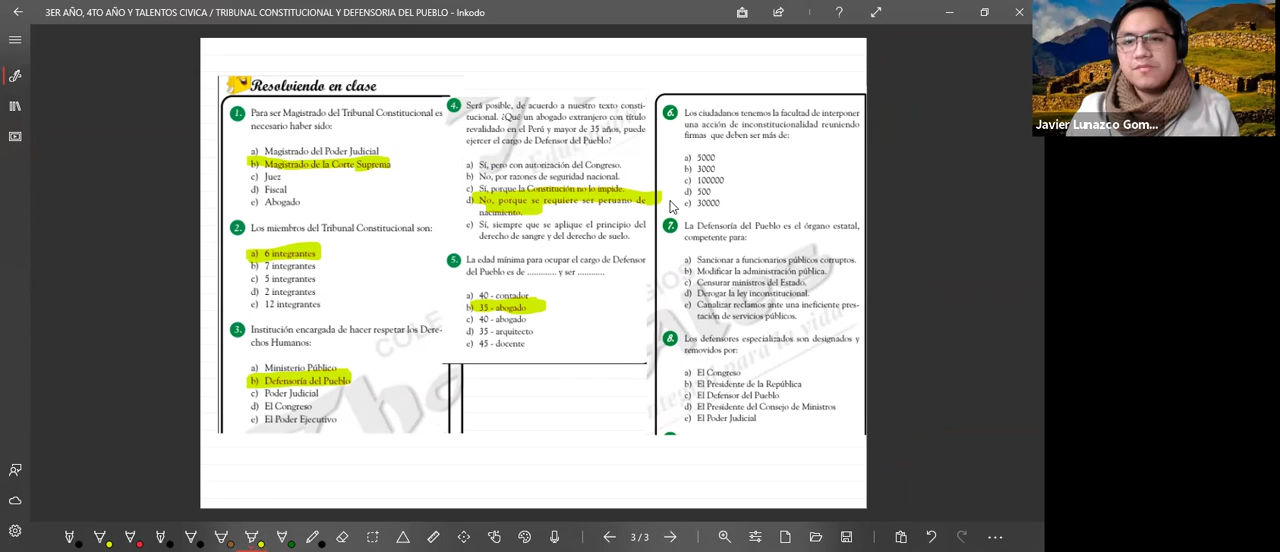 3ER AÑO, 4TO AÑO Y TALENTOS CIVICA / TRIBUNAL CONSTITUCIONAL Y DEFENSORIA DEL PUEBLO - Inkodo
Javier Lunazco Gom...
Resolviendo en clase
1. Para ser Magistrado del Tribunal Constitucional es
necesario haber sido:
a) Magistrado del Poder Judicial
b) Magistrado de la Corte Suprema
c) Juez
d) Fiscal
e) Abogado
2. Los miembros del Tribunal Constitucional son:
a) 6 integrantes
b) 7 integrantes
c) 5 integrantes
d) 2 integrantes
e) 12 integrantes
3. Institución encargada de hacer respetar los Dere-
chos Humanos:
a) Ministerio Público
b) Defensoría del Pueblo
c) Poder Judicial
d) El Congreso
e) El Poder Ejecutivo
4. Será posible, de acuerdo a nuestro texto consti-
tucional. ¿Qué un abogado extranjero con título
revalidado en el Perú y mayor de 35 años, puede
ejercer el cargo de Defensor del Pueblo?
a) Sí, pero con autorización del Congreso.
b) No, por razones de seguridad nacional.
c) Sí, porque la Constitución no lo impide.
d) No, porque se requiere ser peruano de
nacimiento.
e) Sí, siempre que se aplique el principio del
derecho de sangre y del derecho de suelo.
5. La edad mínima para ocupar el cargo de Defensor
del Pueblo es de ............. y ser ............
a) 40 - contador
b) 35 - abogado
c) 40 - abogado
d) 35 - arquitecto
e) 45 - docente
6. Los ciudadanos tenemos la facultad de interponer
una acción de inconstitucionalidad reuniendo
firmas que deben ser más de:
a) 5000
b) 3000
c) 100000
d) 500
e) 30000
7. La Defensoría del Pueblo es el órgano estatal,
competente para:
a) Sancionar a funcionarios públicos corruptos.
b) Modificar la administración pública.
c) Censurar ministros del Estado.
d) Derogar la ley inconstitucional.
e) Canalizar reclamos ante una ineficiente pres-
tación de servicios públicos.
8. Los defensores especializados son designados y
removidos por:
a) El Congreso
b) El Presidente de la República
c) El Defensor del Pueblo
d) El Presidente del Consejo de Ministros
e) El Poder Judicial
3 / 3